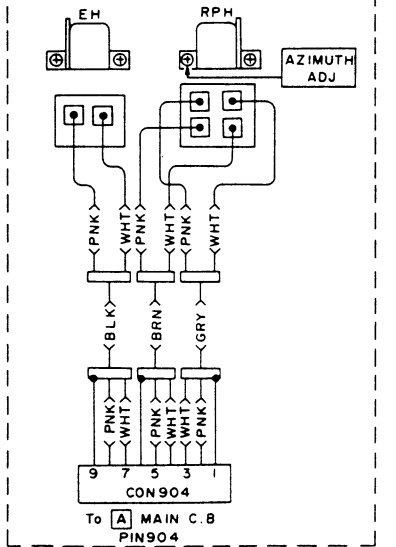 EH RPH
AZIMUTH
ADJ
PNK WHT PNK WHT PNK WHT
BLK BRN GRY
PNK WHT PNK WHT WHT PNK
9 7 5 3 1
CON904
To A MAIN C.B
PIN904